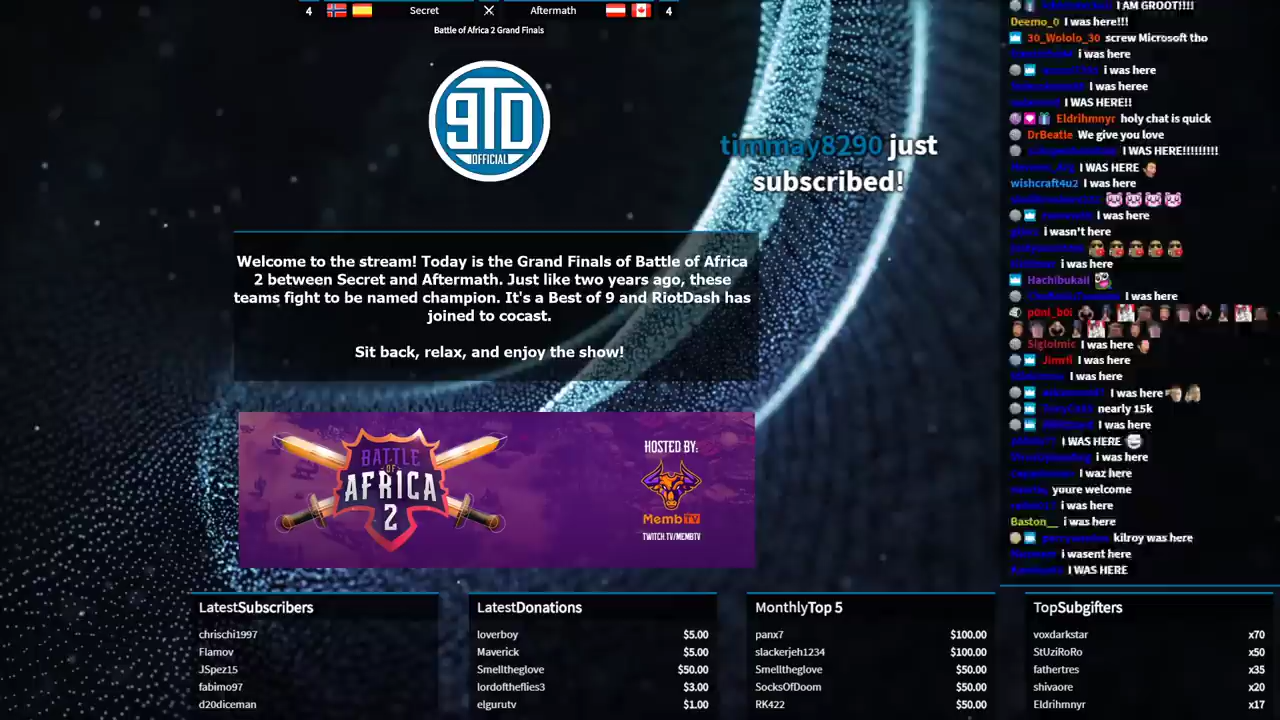 4 Secret Aftermath 4
Battle of Africa 2 Grand Finals
9TD
OFFICIAL
timmay8290 just
subscribed!
Welcome to the stream! Today is the Grand Finals of Battle of Africa
2 between Secret and Aftermath. Just like two years ago, these
teams fight to be named champion. It's a Best of 9 and RiotDash has
joined to cocast.
Sit back, relax, and enjoy the show!
BATTLE
OF
AFRICA
2
HOSTED BY:
MembTV
TWITCH.TV/MEMBTV
I AM GROOT!!!!
Deemo_0 I was here!!!
30_Wololo_30 screw Microsoft tho
i was here
i was here
I was heree
I WAS HERE!!
Eldrihmnyr holy chat is quick
DrBeatle We give you love
I WAS HERE!!!!!!!!!
I WAS HERE
wishcraft4u2 I was here
I was here
i wasn't here
i was here
Hachibukaii
I was here
p0ni_b0i
Siglolmic I was here
Jimnfi I was here
I was here
I was here
nearly 15k
I was here
I WAS HERE
i was here
I waz here
youre welcome
I was here
Baston__ i was here
kilroy was here
i wasent here
I WAS HERE
LatestSubscribers
chrischi1997
Flamov
JSpez15
fabimo97
d20diceman
LatestDonations
loverboy $5.00
Maverick $5.00
Smelltheglove $50.00
lordoftheflies3 $3.00
elgurutv $1.00
MonthlyTop 5
panx7 $100.00
slackerjeh1234 $100.00
Smelltheglove $50.00
SocksOfDoom $50.00
RK422 $50.00
TopSubgifters
voxdarkstar x70
StUziRoRo x50
fathertres x35
shivaore x20
Eldrihmnyr x17